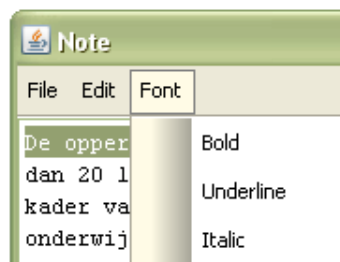 Note
File Edit Font
De opper
dan 20 l
kader va
onderwij
Bold
Underline
Italic